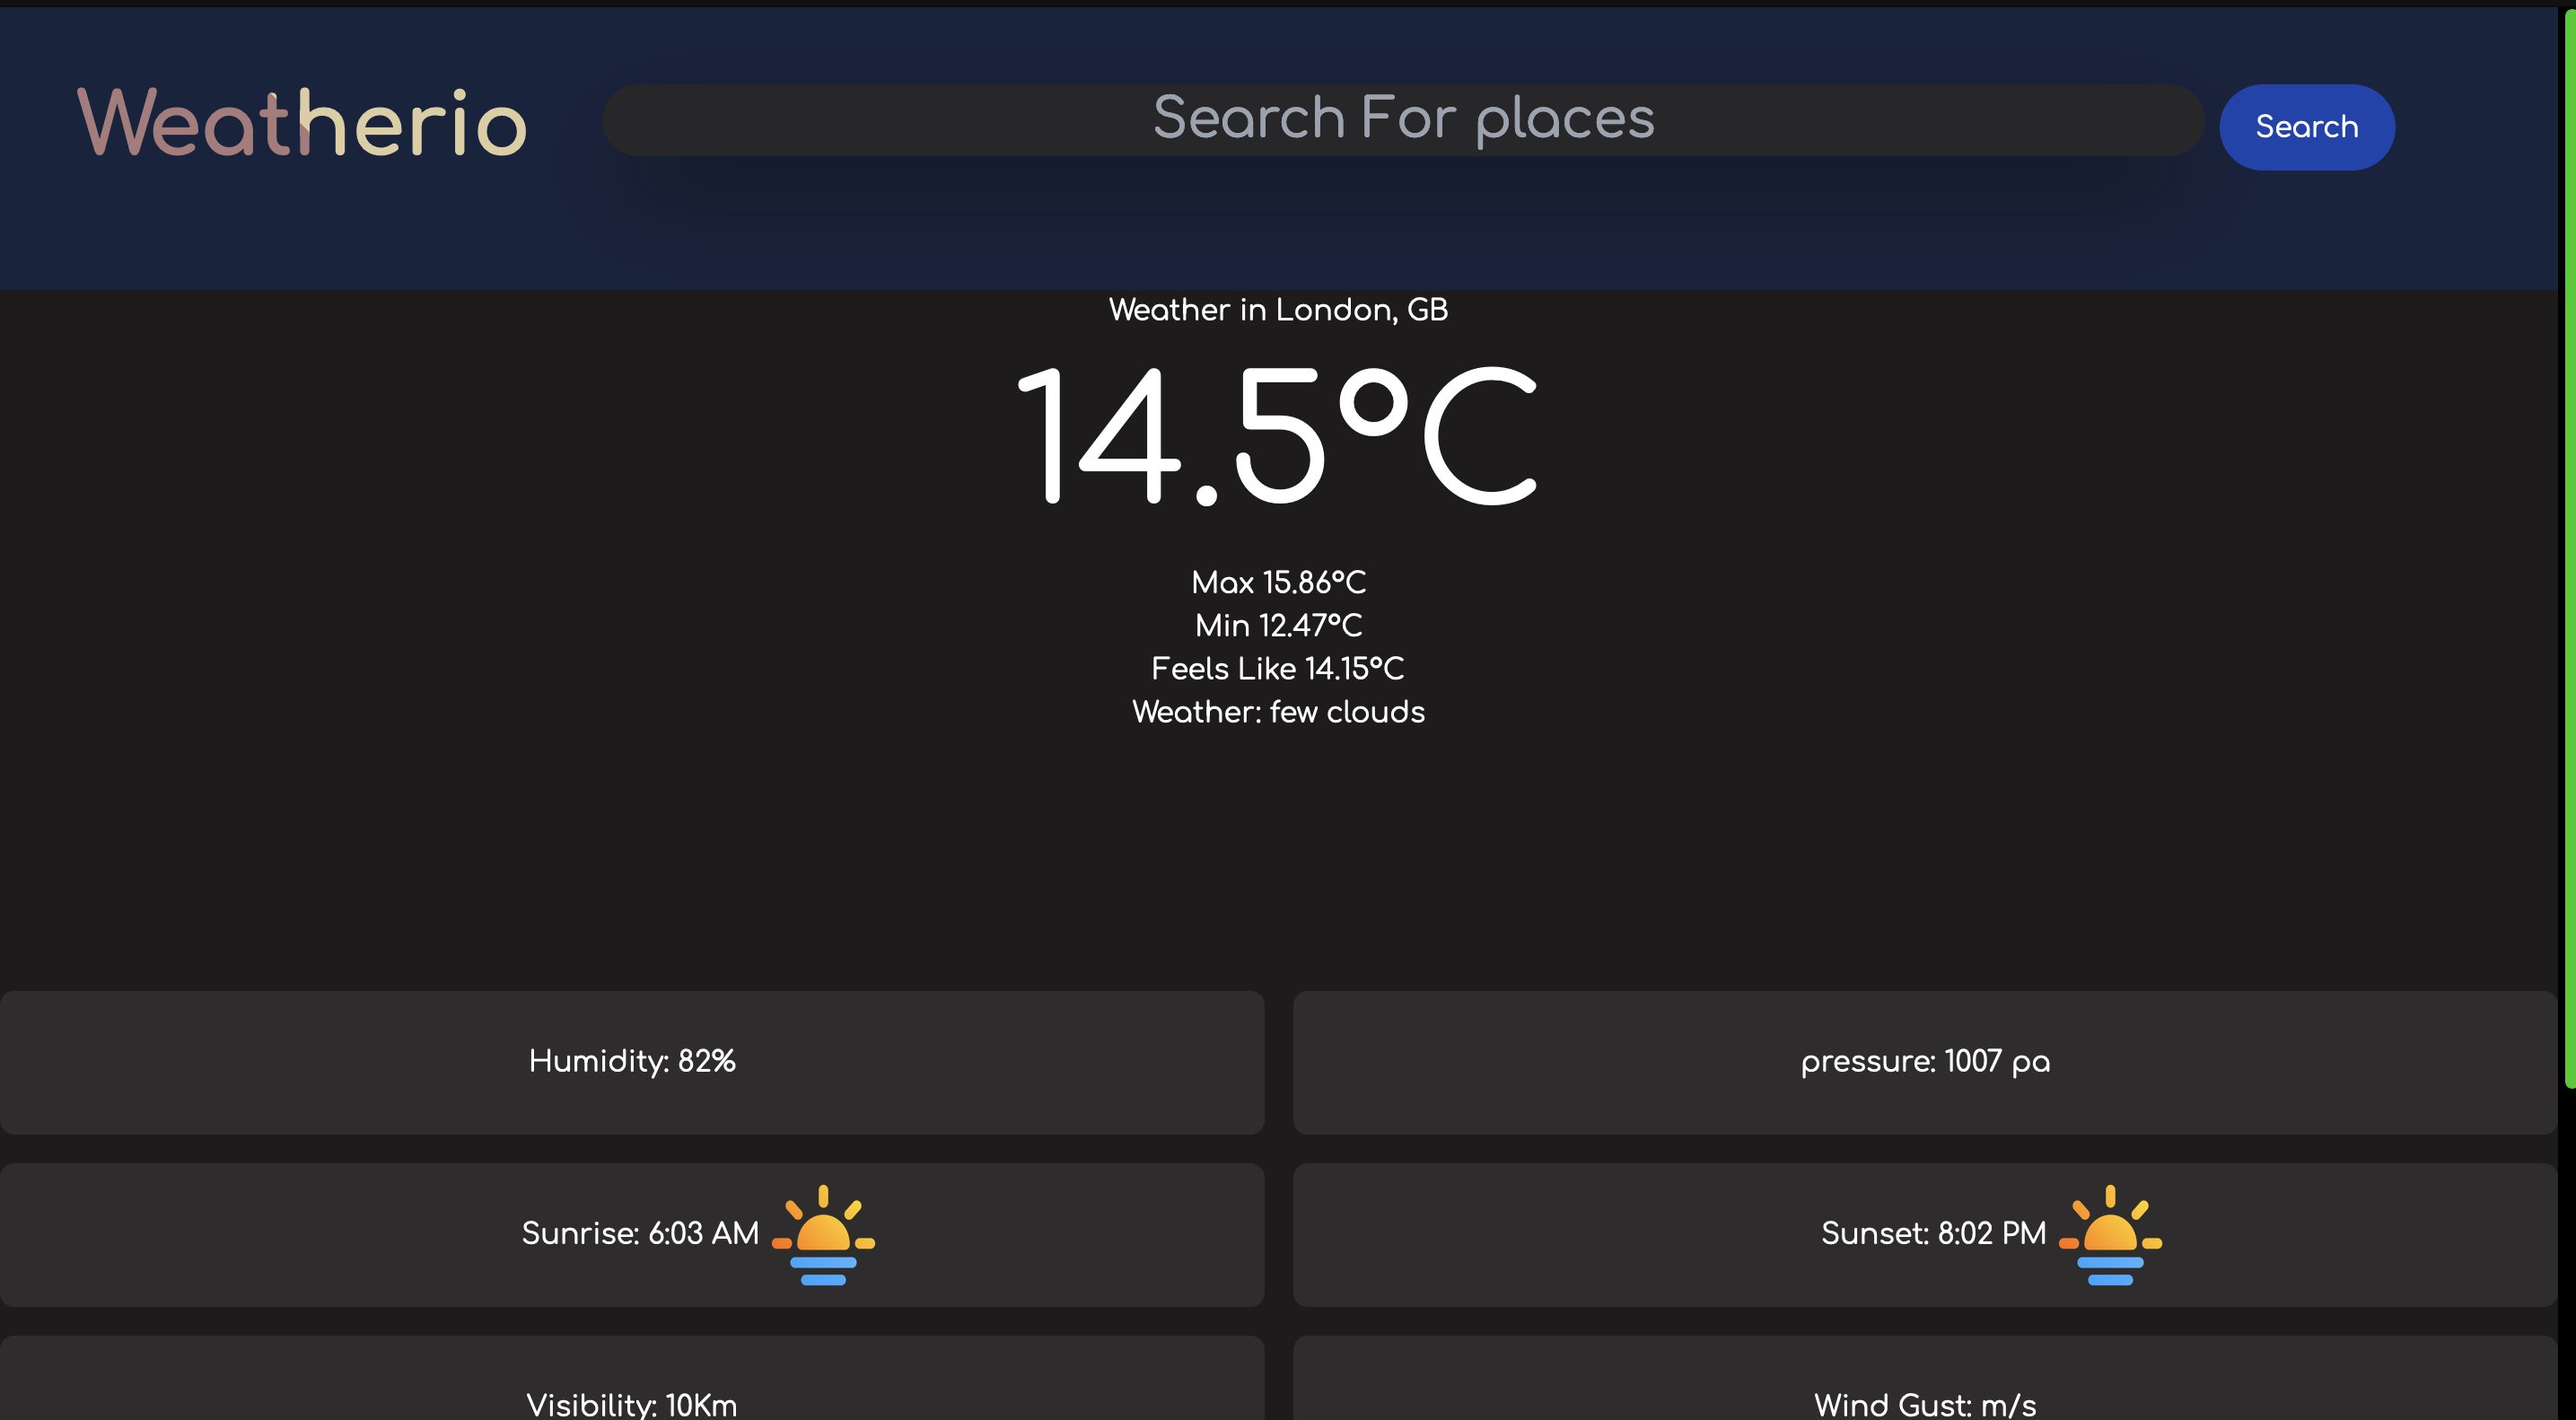 Weatherio
Search For places
Search
Weather in London, GB
14.5°C
Max 15.86°C
Min 12.47°C
Feels Like 14.15°C
Weather: few clouds
Humidity: 82%
pressure: 1007 pa
Sunrise: 6:03 AM
Sunset: 8:02 PM
Visibility: 10Km
Wind Gust: m/s